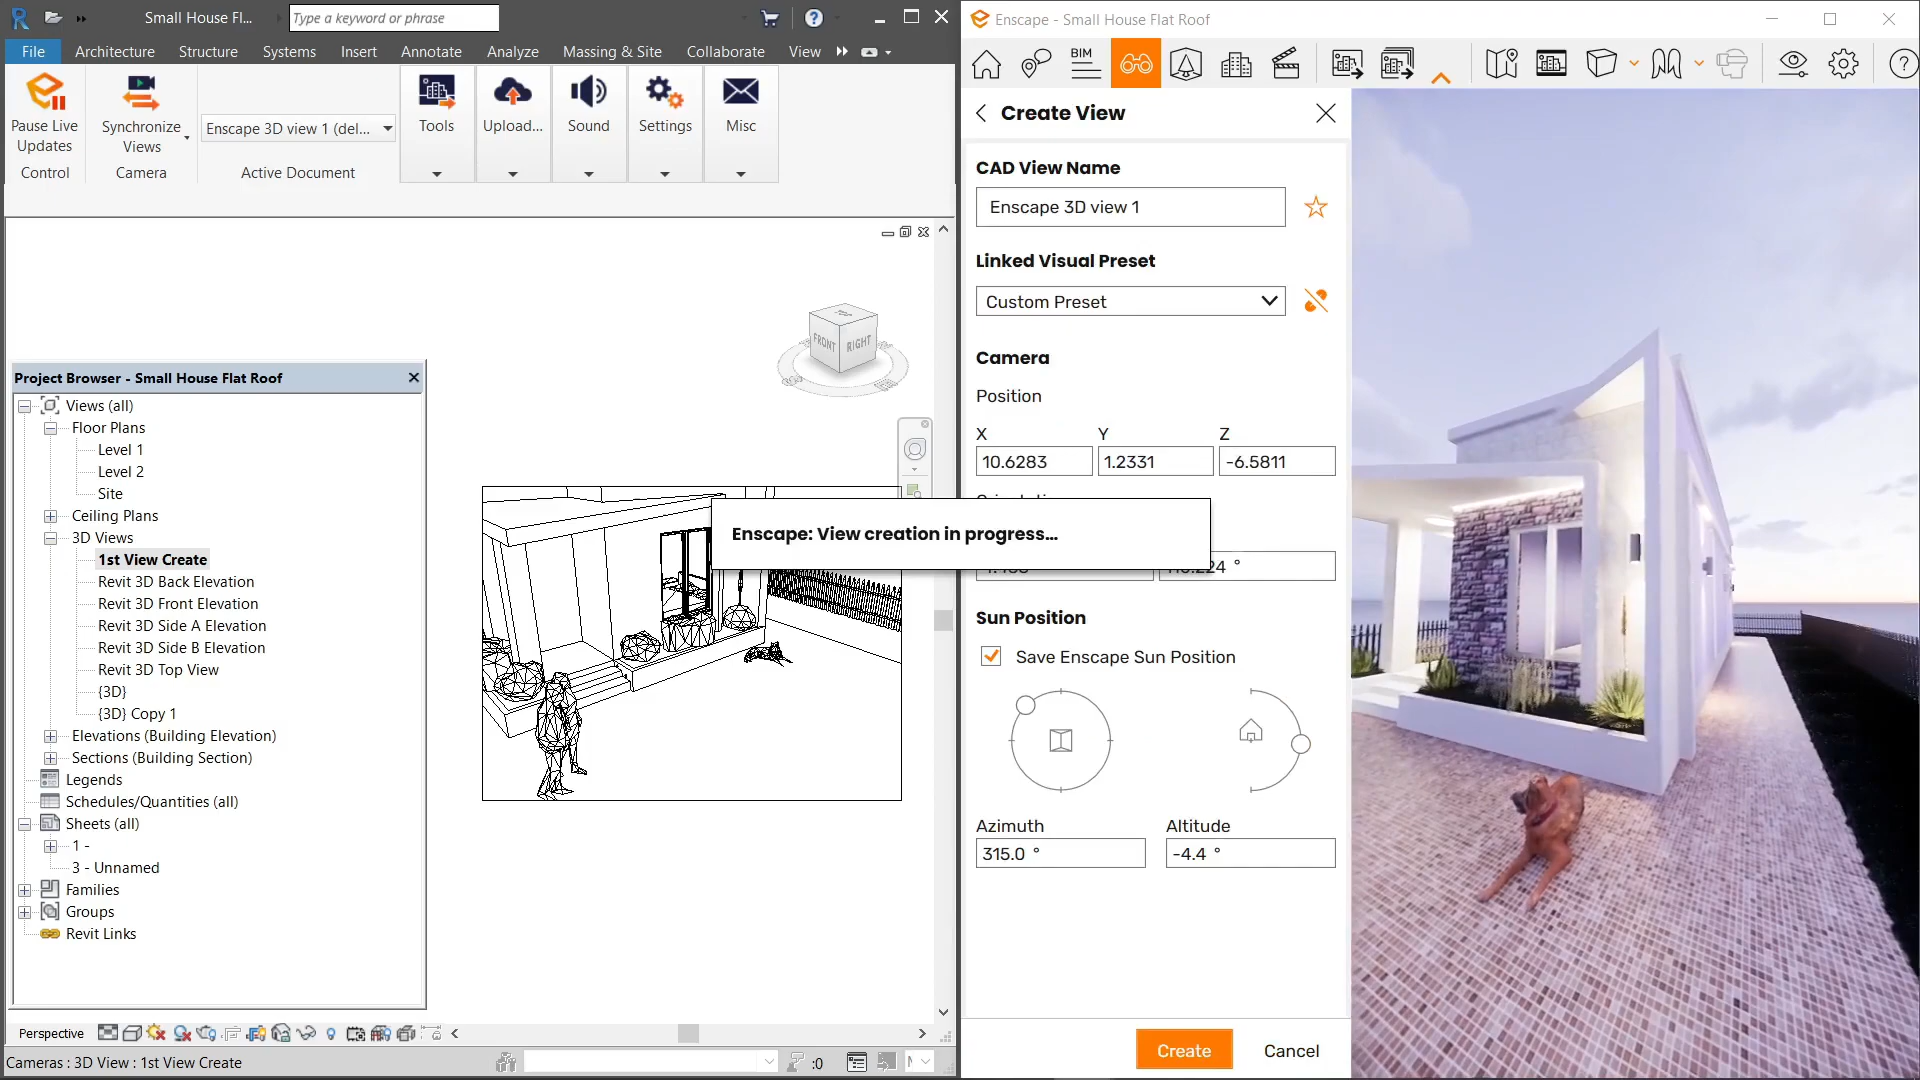 Small House Fl...
Type a keyword or phrase
File
Architecture
Structure
Systems
Insert
Annotate
Analyze
Massing & Site
Collaborate
View
Pause Live
Updates
Control
Synchronize
Views
Camera
Enscape 3D view 1 (del...
Active Document
Tools
Upload...
Sound
Settings
Misc
FRONT
RIGHT
Project Browser - Small House Flat Roof
Views (all)
Floor Plans
Level 1
Level 2
Site
Ceiling Plans
3D Views
1st View Create
Revit 3D Back Elevation
Revit 3D Front Elevation
Revit 3D Side A Elevation
Revit 3D Side B Elevation
Revit 3D Top View
{3D}
{3D} Copy 1
Elevations (Building Elevation)
Sections (Building Section)
Legends
Schedules/Quantities (all)
Sheets (all)
1 -
3 - Unnamed
Families
Groups
Revit Links
Perspective
Cameras : 3D View : 1st View Create
:0
Enscape - Small House Flat Roof
BIM
Create View
CAD View Name
Enscape 3D view 1
Linked Visual Preset
Custom Preset
Camera
Position
X
Y
Z
10.6283
1.2331
-6.5811
Enscape: View creation in progress...
Sun Position
Save Enscape Sun Position
Azimuth
Altitude
315.0 °
-4.4 °
Create
Cancel